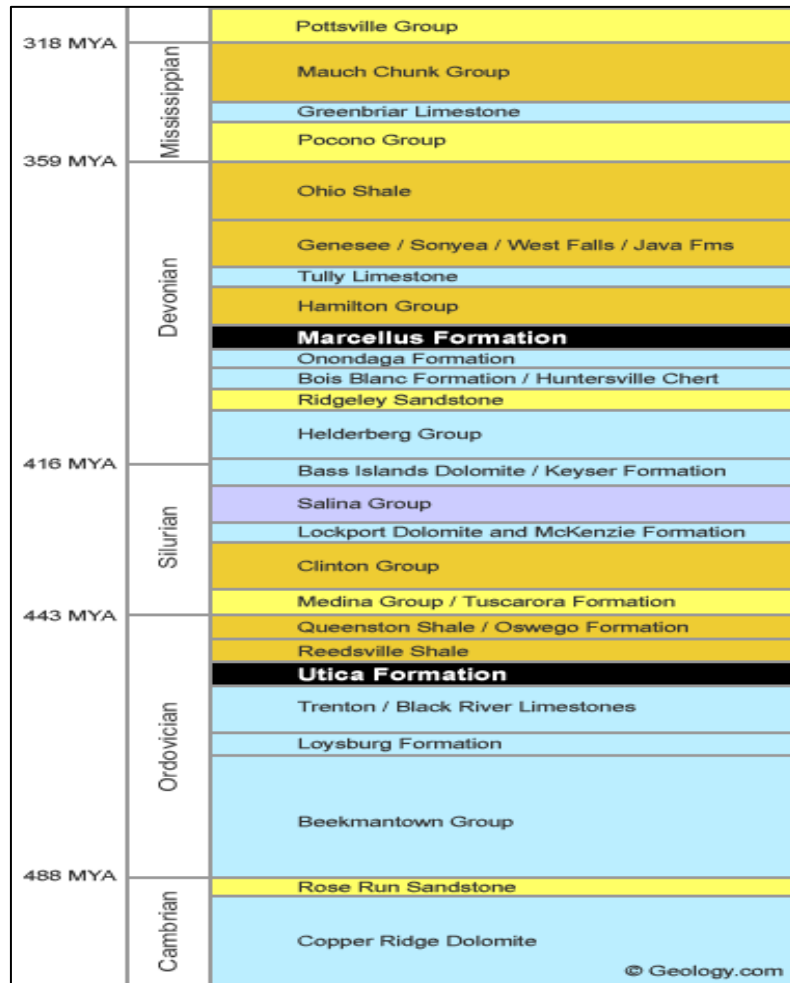 Pottsville Group
318 MYA
Mississippian
Mauch Chunk Group
Greenbriar Limestone
Pocono Group
359 MYA
Devonian
Ohio Shale
Genesee / Sonyea / West Falls / Java Fms
Tully Limestone
Hamilton Group
Marcellus Formation
Onondaga Formation
Bois Blanc Formation / Huntersville Chert
Ridgeley Sandstone
Helderberg Group
416 MYA
Silurian
Bass Islands Dolomite / Keyser Formation
Salina Group
Lockport Dolomite and McKenzie Formation
Clinton Group
Medina Group / Tuscarora Formation
443 MYA
Ordovician
Queenston Shale / Oswego Formation
Reedsville Shale
Utica Formation
Trenton / Black River Limestones
Loysburg Formation
Beekmantown Group
488 MYA
Cambrian
Rose Run Sandstone
Copper Ridge Dolomite
© Geology.com